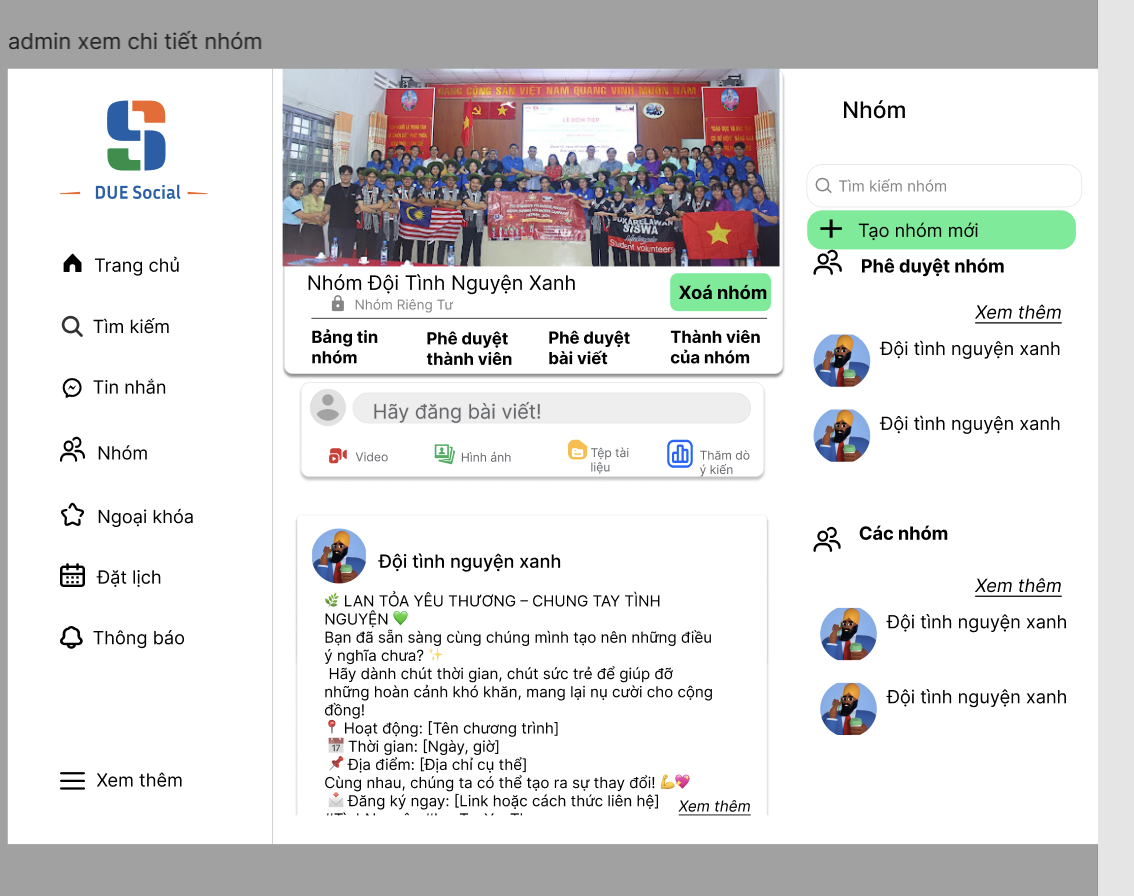 admin xem chi tiết nhóm
DUE Social
Trang chủ
Tìm kiếm
Tin nhắn
Nhóm
Ngoại khóa
Đặt lịch
Thông báo
Xem thêm
ĐẢNG CỘNG SẢN VIỆT NAM QUANG VINH MUÔN NĂM
LỄ ĐÓN TIẾP
SUKARELAWAN
SISWA
Student volunteers
Nhóm Đội Tình Nguyện Xanh
Nhóm Riêng Tư
Xoá nhóm
Bảng tin
nhóm
Phê duyệt
thành viên
Phê duyệt
bài viết
Thành viên
của nhóm
Hãy đăng bài viết!
Video
Hình ảnh
Tệp tài
liệu
Thăm dò
ý kiến
Đội tình nguyện xanh
🌿 LAN TỎA YÊU THƯƠNG – CHUNG TAY TÌNH
NGUYỆN 💚
Bạn đã sẵn sàng cùng chúng mình tạo nên những điều
ý nghĩa chưa? ✨
Hãy dành chút thời gian, chút sức trẻ để giúp đỡ
những hoàn cảnh khó khăn, mang lại nụ cười cho cộng
đồng!
📍 Hoạt động: [Tên chương trình]
📅 Thời gian: [Ngày, giờ]
📌 Địa điểm: [Địa chỉ cụ thể]
Cùng nhau, chúng ta có thể tạo ra sự thay đổi! 💪💖
📩 Đăng ký ngay: [Link hoặc cách thức liên hệ]
Xem thêm
Nhóm
Tìm kiếm nhóm
Tạo nhóm mới
Phê duyệt nhóm
Xem thêm
Đội tình nguyện xanh
Đội tình nguyện xanh
Các nhóm
Xem thêm
Đội tình nguyện xanh
Đội tình nguyện xanh